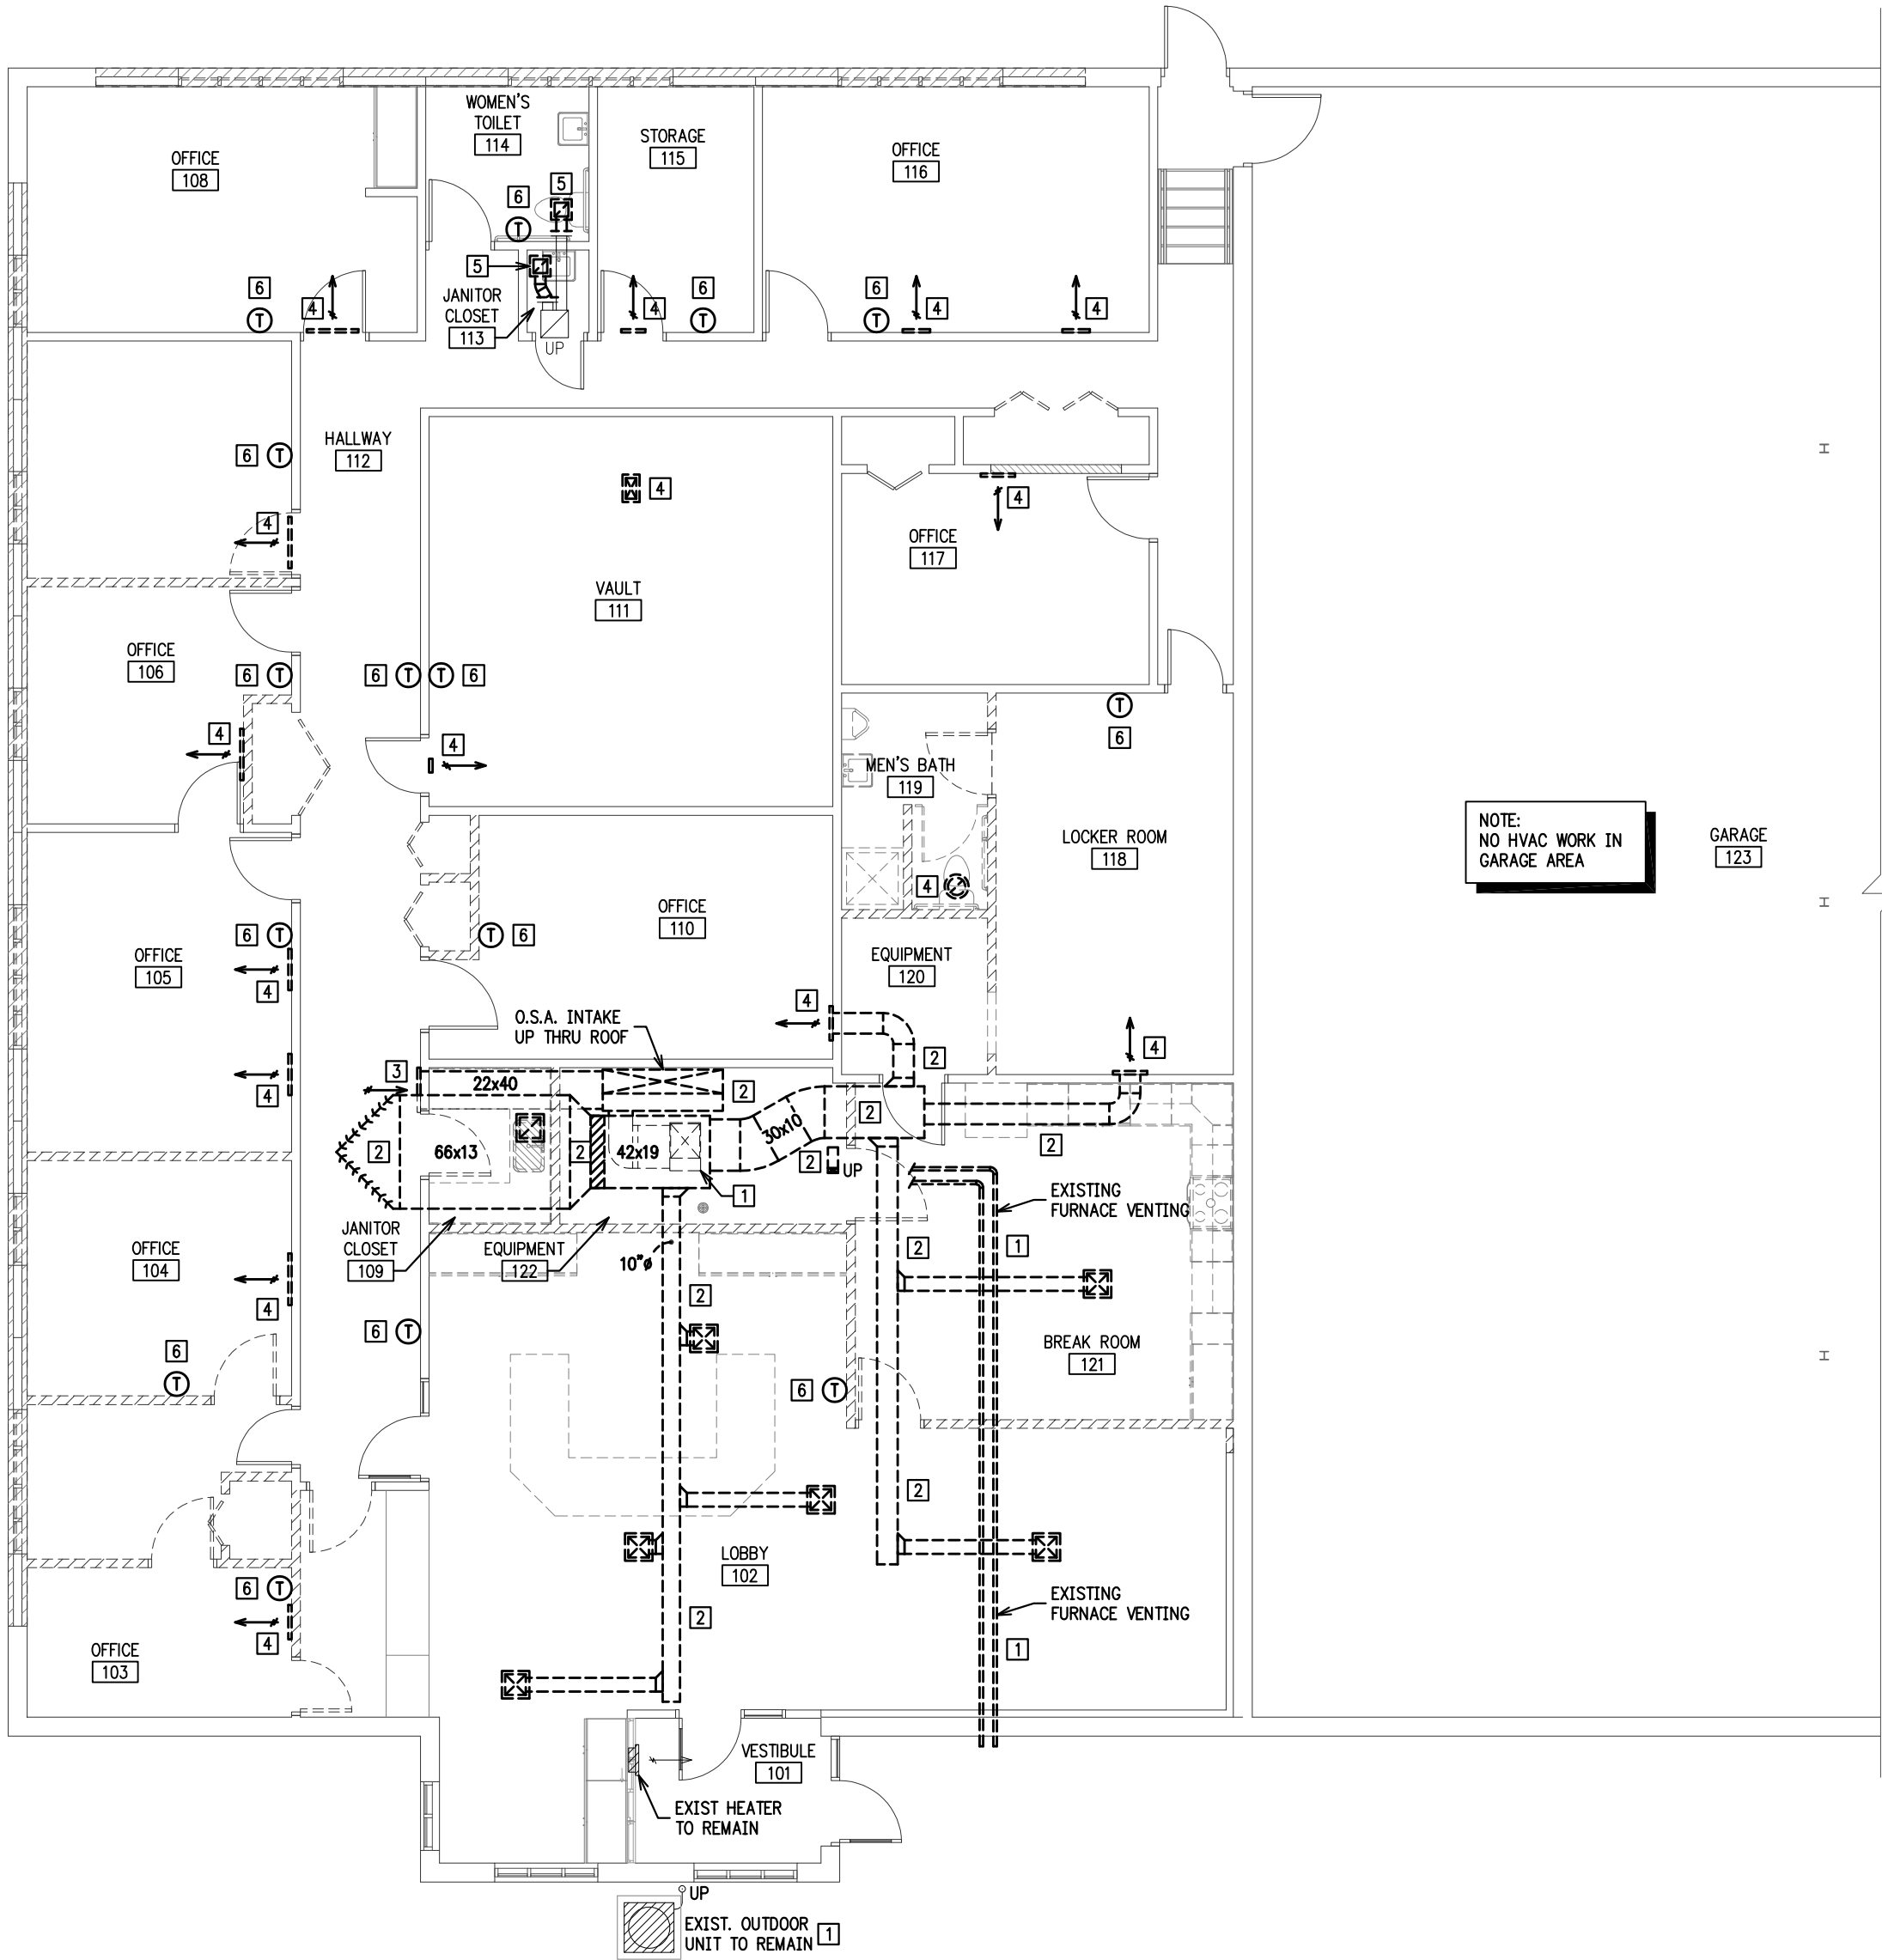 WOMEN'S
TOILET
114
STORAGE
115
OFFICE
108
OFFICE
116
5
6
T
5
6
T
4
JANITOR
CLOSET
113
UP
4
6
T
6
T
4
4
HALLWAY
112
6
T
4
4
4
OFFICE
117
VAULT
111
OFFICE
106
6
T
6
T
T
6
T
6
4
4
MEN'S BATH
119
LOCKER ROOM
118
NOTE:
NO HVAC WORK IN
GARAGE AREA
GARAGE
123
4
OFFICE
110
6
T
T
6
OFFICE
105
4
EQUIPMENT
120
4
O.S.A. INTAKE
UP THRU ROOF
2
4
3
22x40
2
4
2
2
66x13
2
42x19
30x10
2
2
UP
1
EXISTING
FURNACE VENTING
JANITOR
CLOSET
109
EQUIPMENT
122
10"ø
2
1
OFFICE
104
4
2
6
T
BREAK ROOM
121
6
T
6
T
2
LOBBY
102
6
T
4
2
EXISTING
FURNACE VENTING
1
OFFICE
103
VESTIBULE
101
EXIST HEATER
TO REMAIN
UP
EXIST. OUTDOOR
UNIT TO REMAIN
1